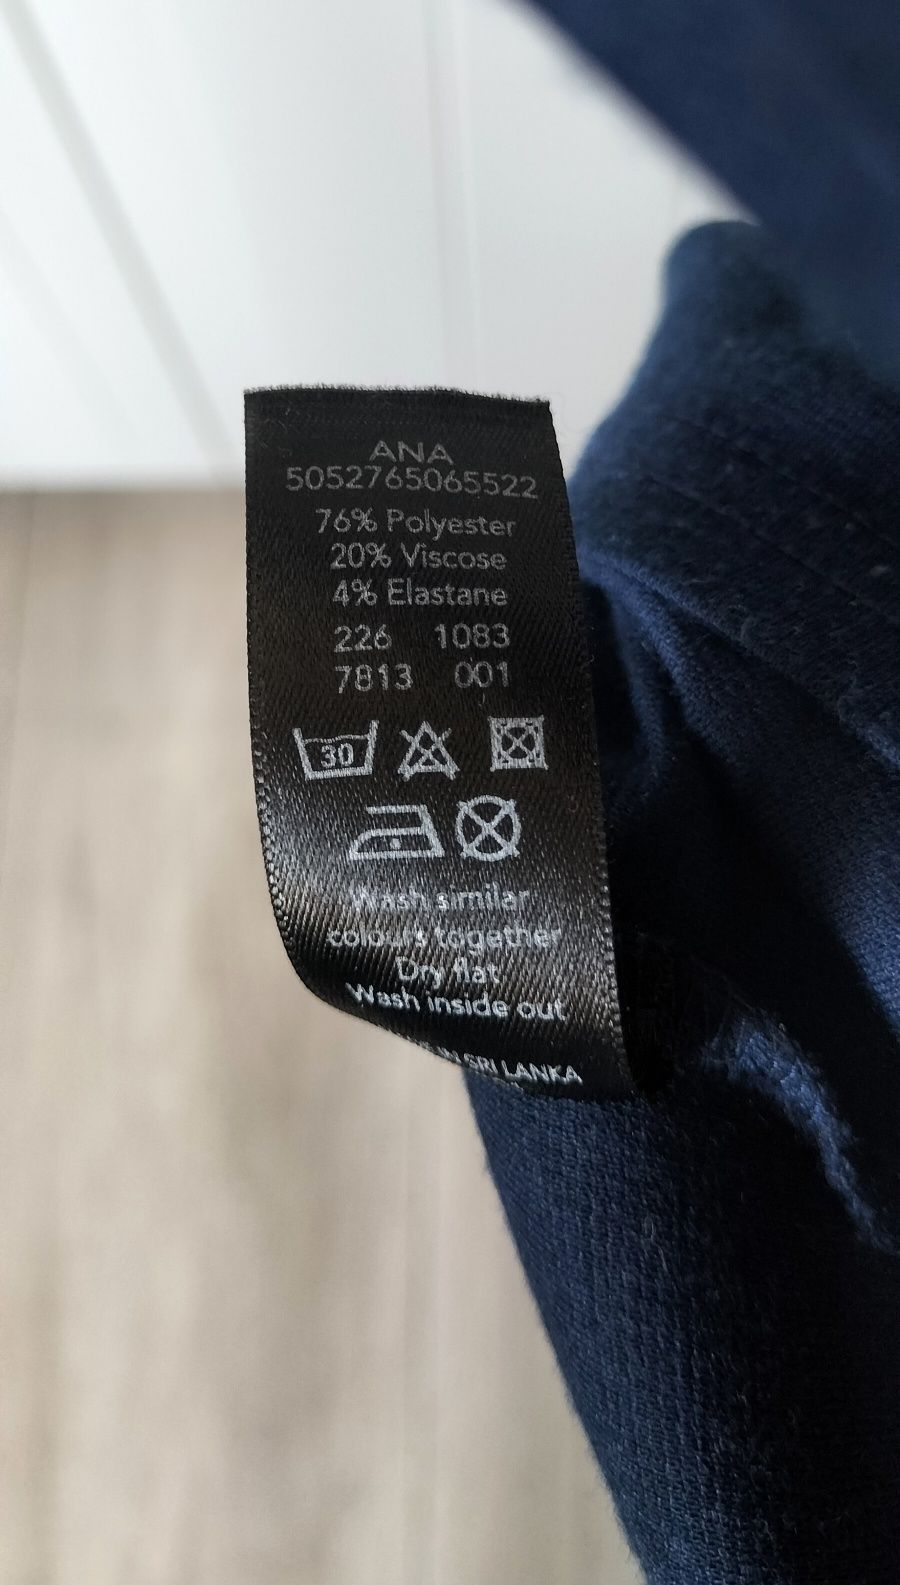 ANA
5052765065522
76% Polyester
20% Viscose
4% Elastane
226 1083
7813 001
30
Wash similar
colours together
Dry flat
Wash inside out
IN SRI LANKA